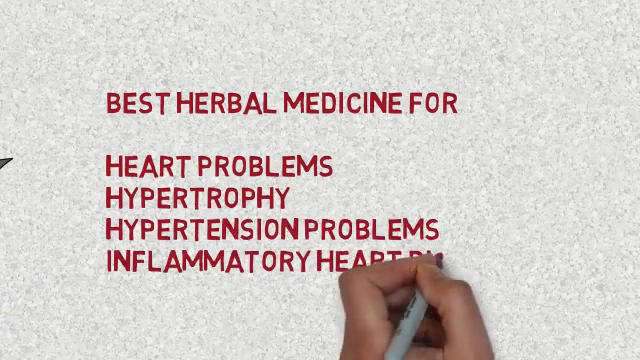 BEST HERBAL MEDICINE FOR
HEART PROBLEMS
HYPERTROPHY
HYPERTENSION PROBLEMS
INFLAMMATORY HEART